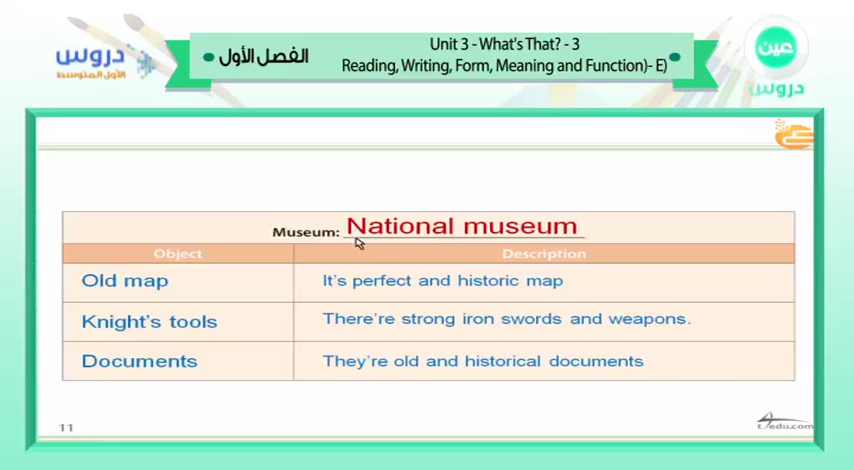 دروس
الأول المتوسط
الفصل الأول
Unit 3 - What's That? - 3
Reading, Writing, Form, Meaning and Function)- E)
عين
دروس
Museum: National museum
Object Description
Old map It's perfect and historic map
Knight's tools There're strong iron swords and weapons.
Documents They're old and historical documents
11
t4edu.com